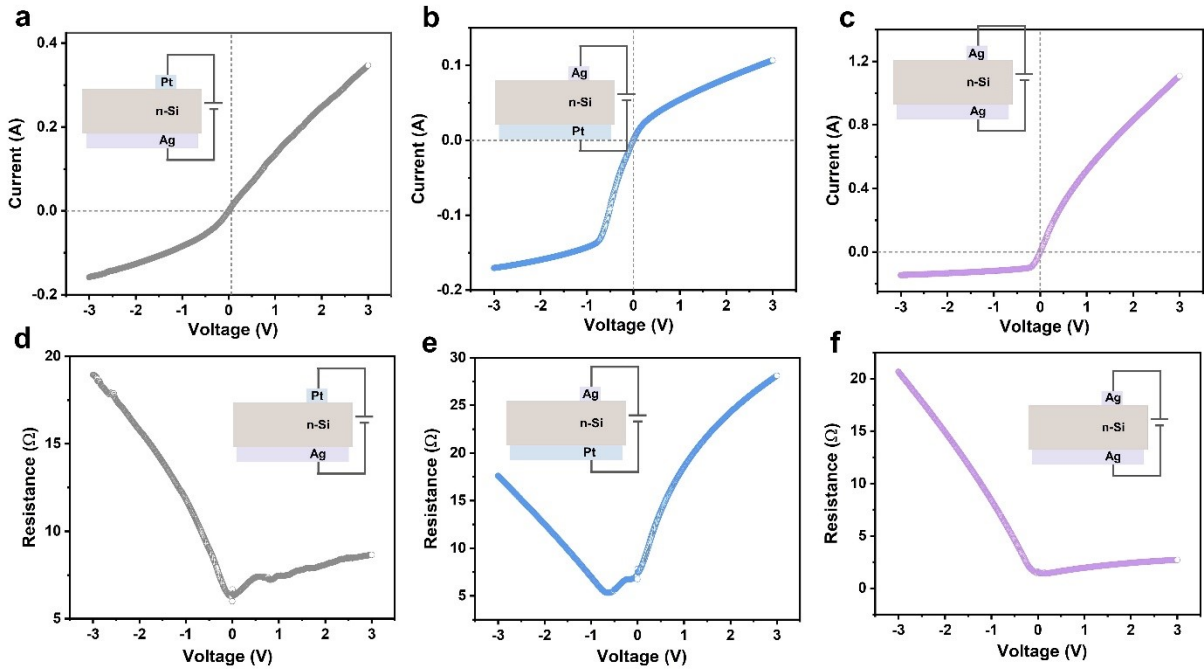 a
0.4
0.2
0.0
-0.2
Current (A)
Pt
n-Si
Ag
-3 -2 -1 0 1 2 3
Voltage (V)
b
0.1
0.0
-0.1
-0.2
Current (A)
Ag
n-Si
Pt
-3 -2 -1 0 1 2 3
Voltage (V)
c
1.2
0.8
0.4
0.0
Current (A)
Ag
n-Si
Ag
-3 -2 -1 0 1 2 3
Voltage (V)
d
20
15
10
5
Resistance (Ω)
Pt
n-Si
Ag
-3 -2 -1 0 1 2 3
Voltage (V)
e
30
25
20
15
10
5
Resistance (Ω)
Ag
n-Si
Pt
-3 -2 -1 0 1 2 3
Voltage (V)
f
20
15
10
5
0
Resistance (Ω)
Ag
n-Si
Ag
-3 -2 -1 0 1 2 3
Voltage (V)